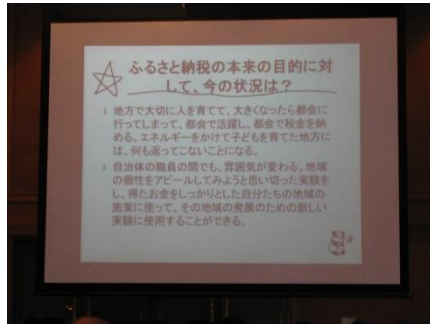 ふるさと納税の本来の目的に対
して、今の状況は？
地方で大切に人を育てて、大きくなったら都会に
行ってしまって、都会で活躍し、都会で税金を納
める。エネルギーをかけて子どもを育てた地方に
は、何も返ってこないことになる。
自治体の職員の間でも、雰囲気が変わる。地域
の個性をアピールしてみようと思い切った実験を
し、得たお金をしっかりとした自分たちの地域の
施策に使って、その地域の発展のための新しい
実験に使用することができる。